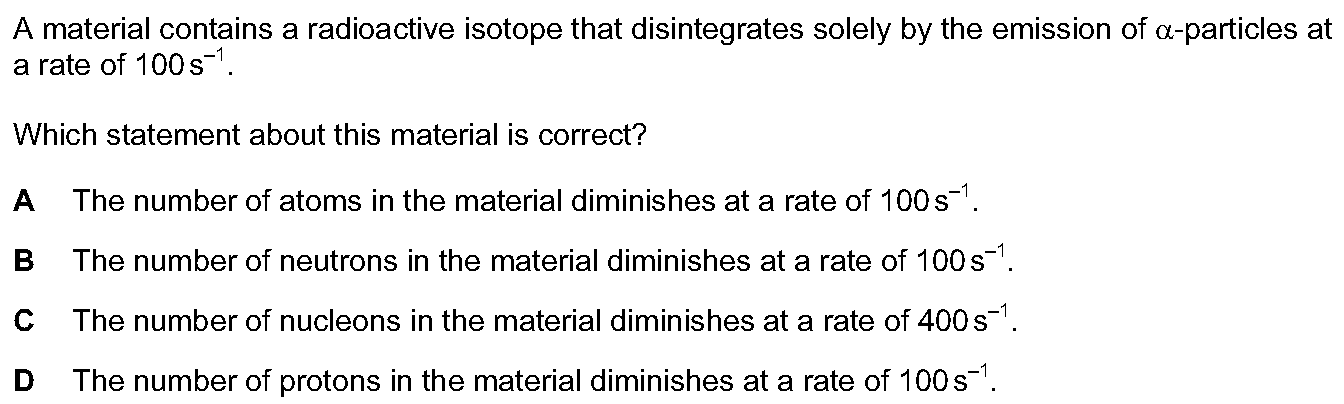 A material contains a radioactive isotope that disintegrates solely by the emission of α-particles at
a rate of 100 s⁻¹.
Which statement about this material is correct?
A The number of atoms in the material diminishes at a rate of 100 s⁻¹.
B The number of neutrons in the material diminishes at a rate of 100 s⁻¹.
C The number of nucleons in the material diminishes at a rate of 400 s⁻¹.
D The number of protons in the material diminishes at a rate of 100 s⁻¹.